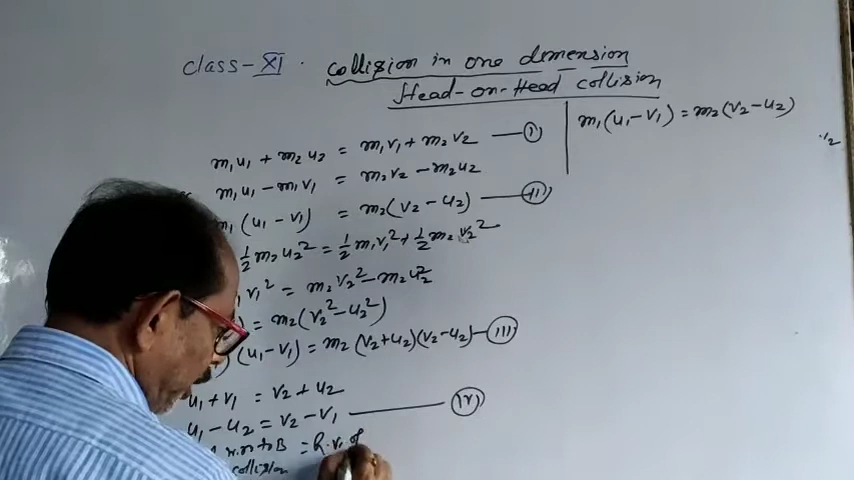 class-XI . collision in one dimension
Head-on-Head collision
m₁u₁ + m₂u₂ = m₁v₁ + m₂v₂ — I
m₁u₁ - m₁v₁ = m₂v₂ - m₂u₂
m₁(u₁ - v₁) = m₂(v₂ - u₂) — II
½m₂u₂² = ½m₁v₁² + ½m₂v₂²
v₁² = m₂v₂² - m₂u₂²
) = m₂(v₂² - u₂²)
(u₁ - v₁) = m₂(v₂ + u₂)(v₂ - u₂) — III
u₁ + v₁ = v₂ + u₂
u₁ - u₂ = v₂ - v₁ — IV
to B = R.v. of
collision
m₁(u₁ - v₁) = m₂(v₂ - u₂)